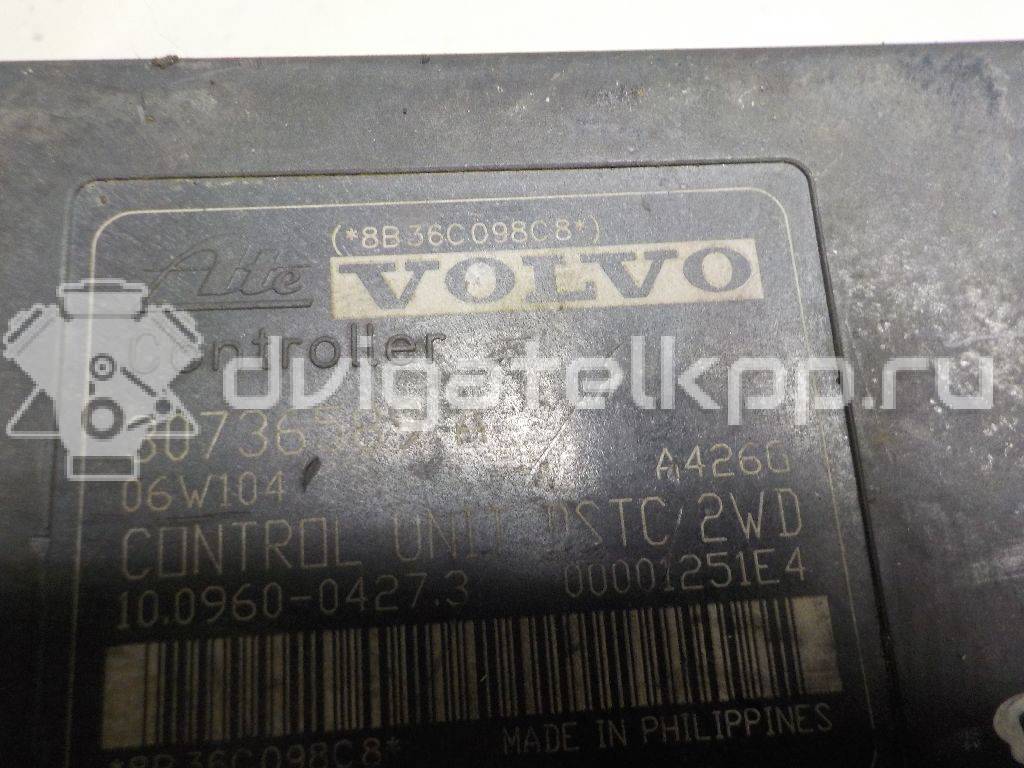 (*8B36C098C8*)
Ate VOLVO
Controller
06W104 A426G
CONTROL UNIT DSTC/2WD
10.0960-0427.3 00001251E4
*8B36C098C8* MADE IN PHILIPPINES
dvigatelkpp.ru